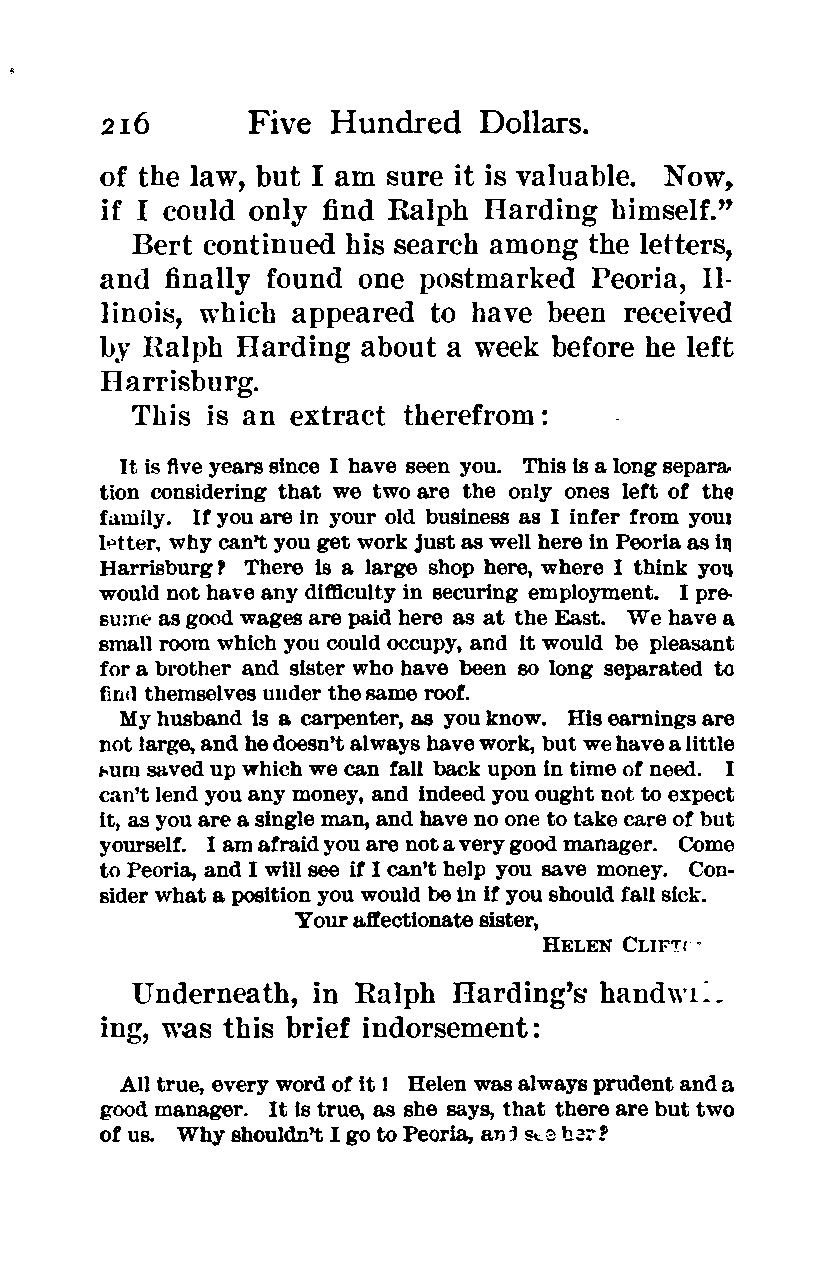 216 Five Hundred Dollars.
of the law, but I am sure it is valuable. Now,
if I could only find Ralph Harding himself.”
Bert continued his search among the letters,
and finally found one postmarked Peoria, Il-
linois, which appeared to have been received
by Ralph Harding about a week before he left
Harrisburg.
This is an extract therefrom:
It is five years since I have seen you. This is a long separa-
tion considering that we two are the only ones left of the
family. If you are in your old business as I infer from your
letter, why can’t you get work just as well here in Peoria as in
Harrisburg? There is a large shop here, where I think you
would not have any difficulty in securing employment. I pre-
sume as good wages are paid here as at the East. We have a
small room which you could occupy, and it would be pleasant
for a brother and sister who have been so long separated to
find themselves under the same roof.
My husband is a carpenter, as you know. His earnings are
not large, and he doesn’t always have work, but we have a little
sum saved up which we can fall back upon in time of need. I
can’t lend you any money, and indeed you ought not to expect
it, as you are a single man, and have no one to take care of but
yourself. I am afraid you are not a very good manager. Come
to Peoria, and I will see if I can’t help you save money. Con-
sider what a position you would be in if you should fall sick.
Your affectionate sister,
HELEN
Underneath, in Ralph Harding’s
ing, was this brief indorsement:
All true, every word of it! Helen was always prudent and a
good manager. It is true, as she says, that there are but two
of us. Why shouldn’t I go to Peoria, and see her?